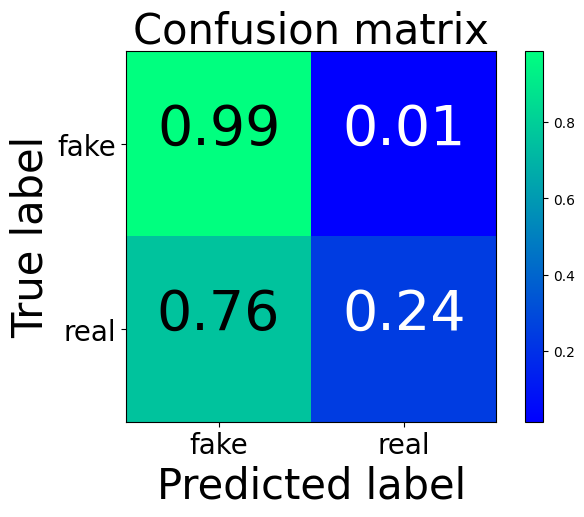 Confusion matrix
True label
fake
real
0.99
0.01
0.76
0.24
fake
real
Predicted label
0.8
0.6
0.4
0.2